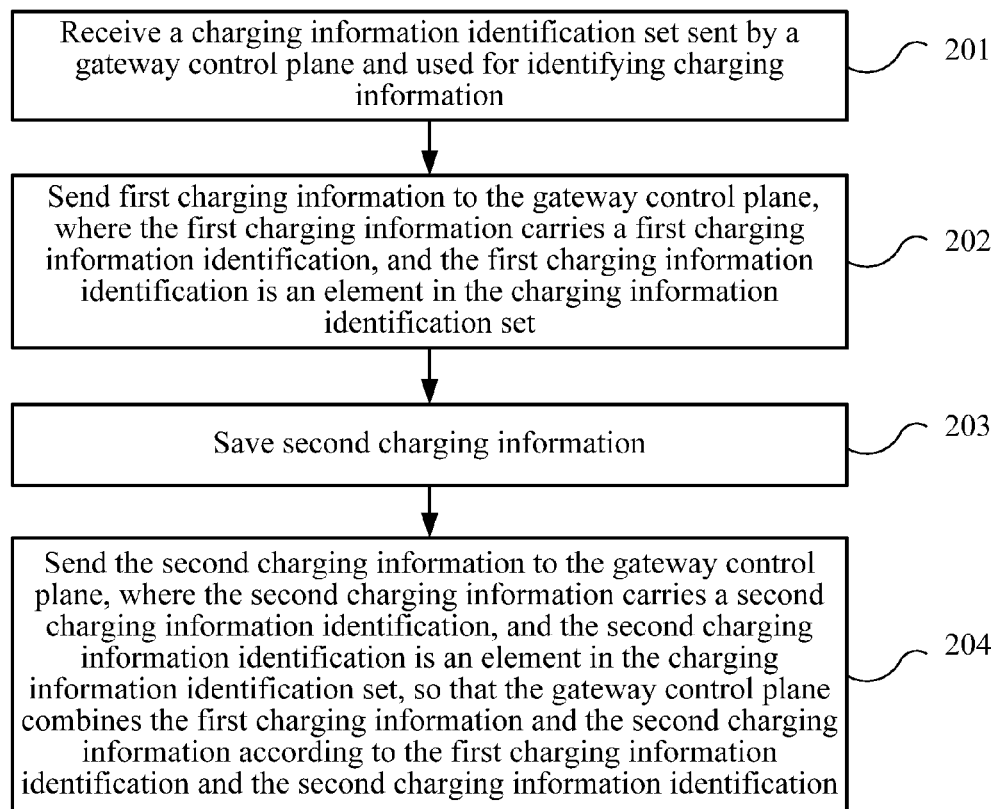 Receive a charging information identification set sent by a
gateway control plane and used for identifying charging
information
201
Send first charging information to the gateway control plane,
where the first charging information carries a first charging
information identification, and the first charging information
identification is an element in the charging information
identification set
202
Save second charging information
203
Send the second charging information to the gateway control
plane, where the second charging information carries a second
charging information identification, and the second charging
information identification is an element in the charging
information identification set, so that the gateway control plane
combines the first charging information and the second charging
information according to the first charging information
identification and the second charging information identification
204